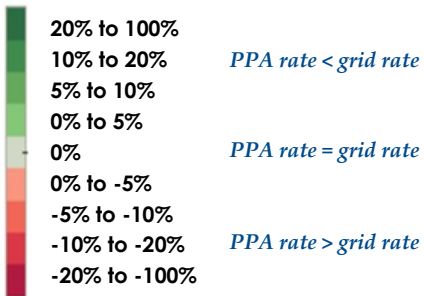 20% to 100%
10% to 20% PPA rate < grid rate
5% to 10%
0% to 5%
0% PPA rate = grid rate
0% to -5%
-5% to -10%
-10% to -20% PPA rate > grid rate
-20% to -100%